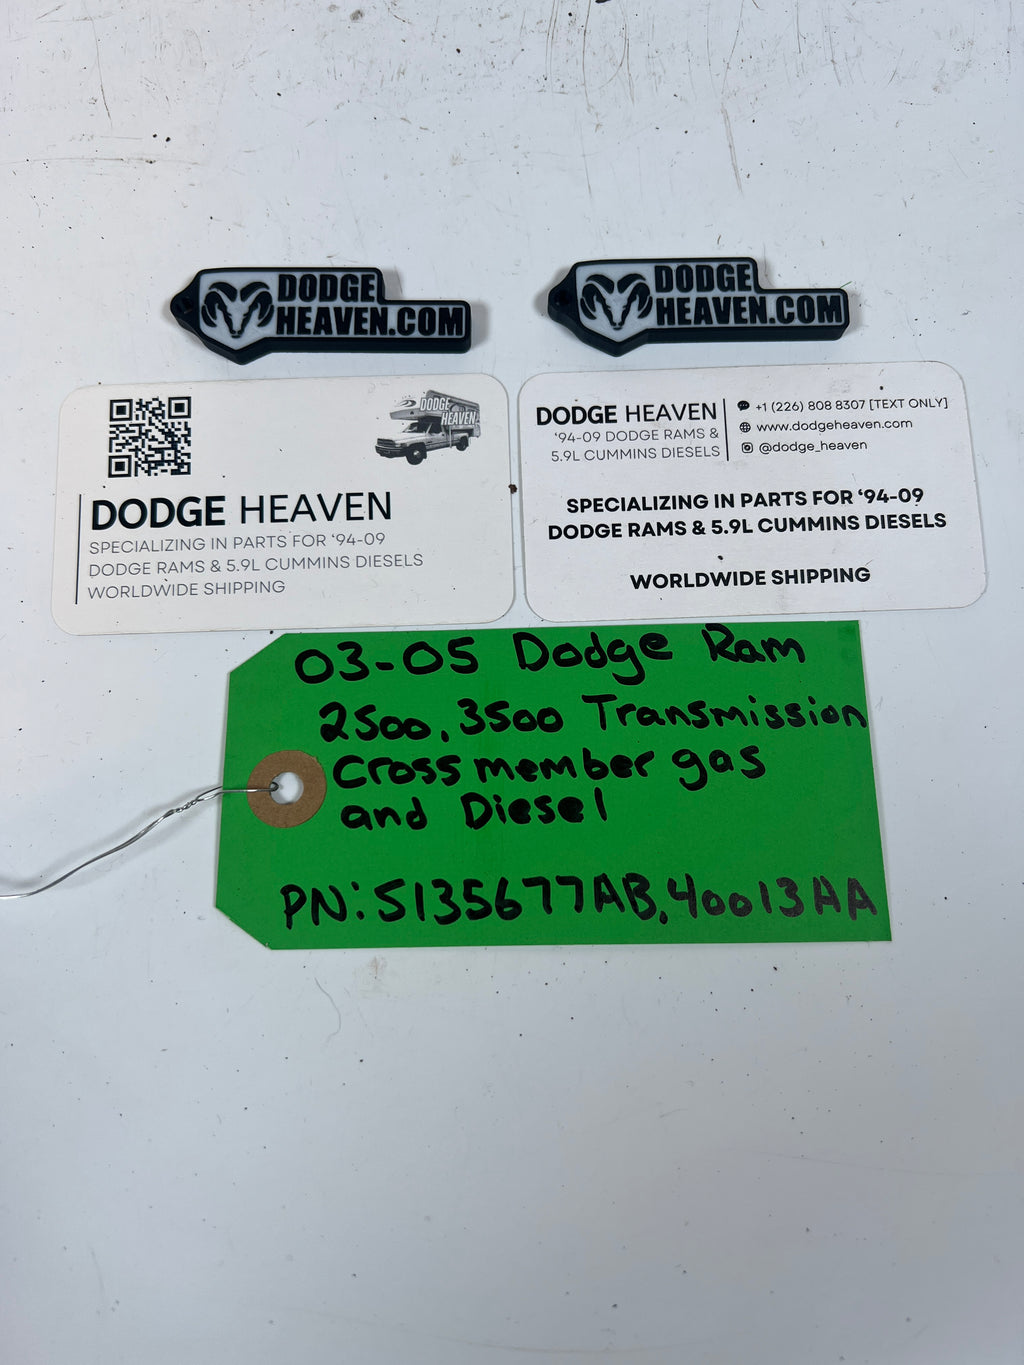 DODGE
HEAVEN.COM
DODGE
HEAVEN.COM
DODGE
HEAVEN
DODGE HEAVEN
SPECIALIZING IN PARTS FOR ‘94-09
DODGE RAMS & 5.9L CUMMINS DIESELS
WORLDWIDE SHIPPING
DODGE HEAVEN
‘94-09 DODGE RAMS &
5.9L CUMMINS DIESELS
+1 (226) 808 8307 [TEXT ONLY]
www.dodgeheaven.com
@dodge_heaven
SPECIALIZING IN PARTS FOR ‘94-09
DODGE RAMS & 5.9L CUMMINS DIESELS
WORLDWIDE SHIPPING
03-05 Dodge Ram
2500, 3500 Transmission
Cross member gas
and Diesel
PN: 5135677AB, 40013AA